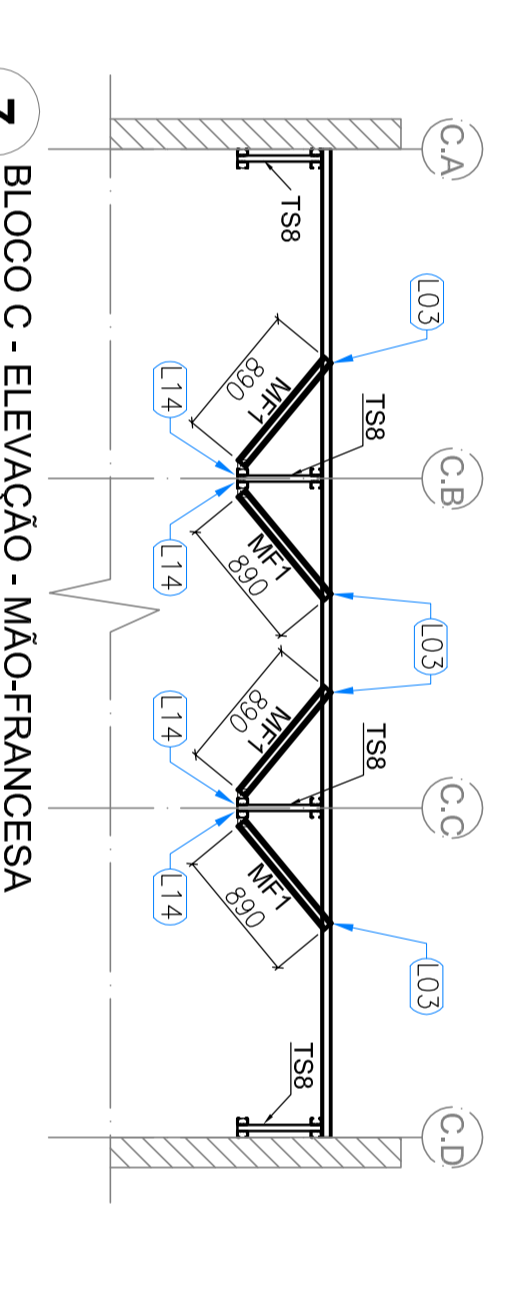 C.A
C.B
C.C
C.D
L03
L03
L03
TS8
TS8
TS8
TS8
MF1
890
MF1
890
MF1
890
MF1
890
L14
L14
L14
L14
7
BLOCO C - ELEVAÇÃO - MÃO-FRANCESA